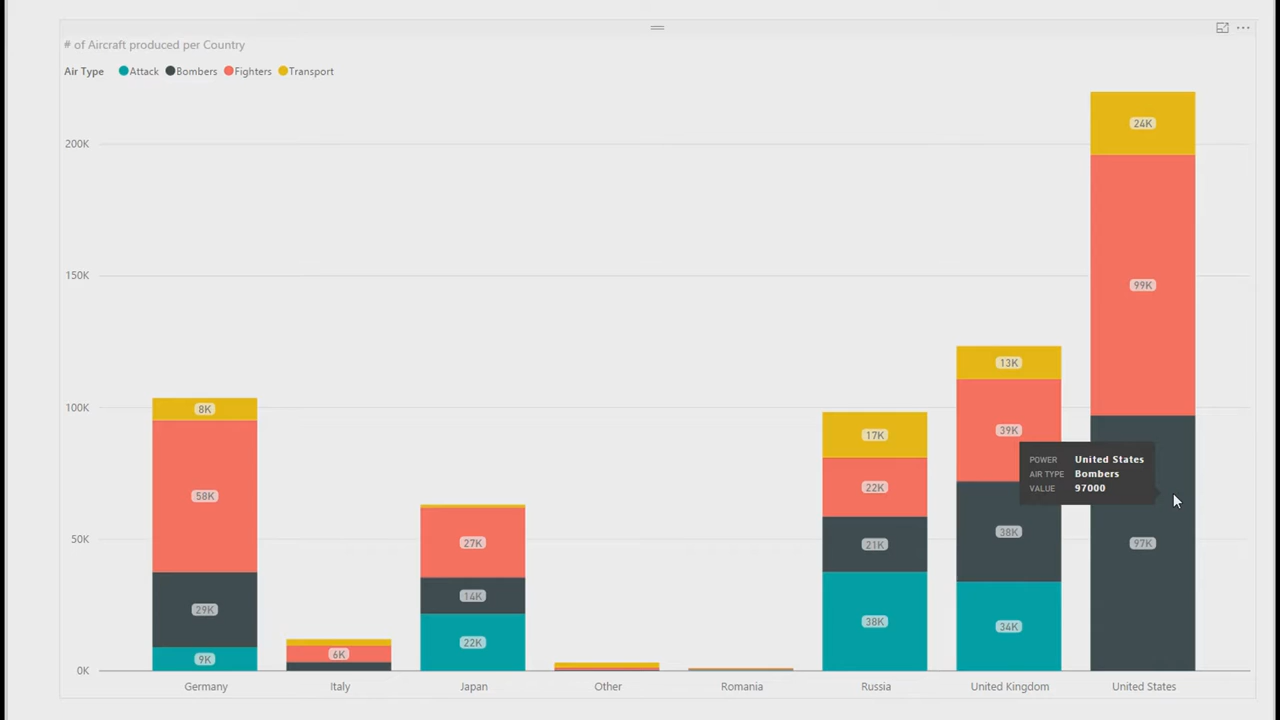 # of Aircraft produced per Country
Air Type Attack Bombers Fighters Transport
200K
150K
100K
50K
0K
8K
58K
29K
9K
6K
27K
14K
22K
17K
22K
21K
38K
13K
39K
38K
34K
24K
99K
97K
POWER United States
AIR TYPE Bombers
VALUE 97000
Germany Italy Japan Other Romania Russia United Kingdom United States